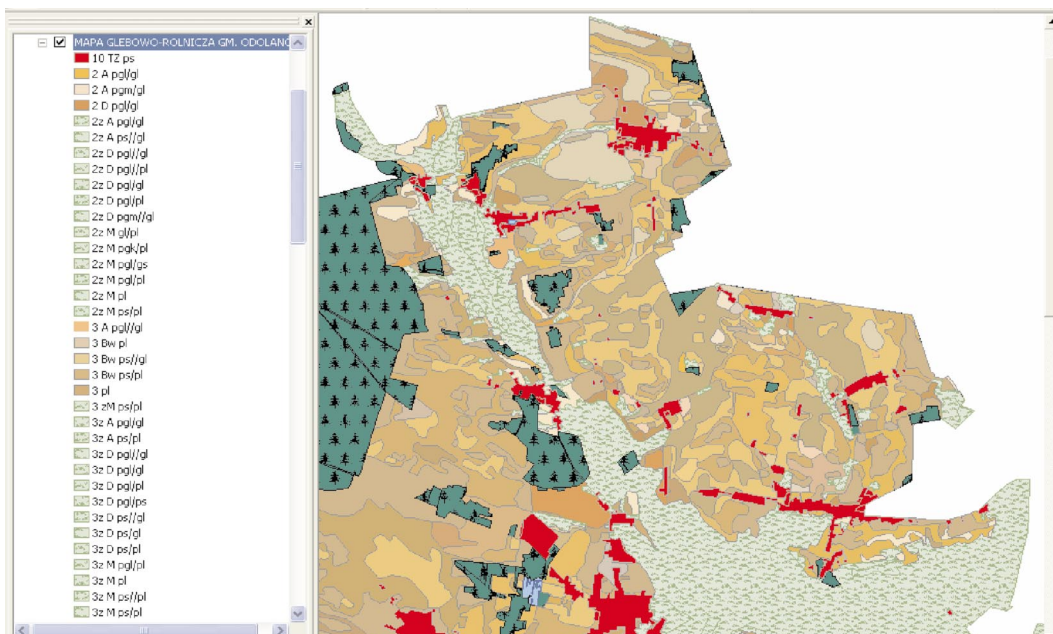 MAPA GLEBOWO-ROLNICZA GM. ODOLANO
10 TZ ps
2 A pgl/gl
2 A pgm/gl
2 D pgl/gl
2z A pgl/gl
2z A ps//gl
2z D pgl//gl
2z D pgl//pl
2z D pgl/gl
2z D pgl/pl
2z D pgm//gl
2z M gl/pl
2z M pgk/pl
2z M pgl/gs
2z M pgl/pl
2z M pl
2z M ps/pl
3 A pgl//gl
3 Bw pl
3 Bw ps//gl
3 Bw ps/pl
3 pl
3 zM ps/pl
3z A pgl/gl
3z A ps/pl
3z D pgl//gl
3z D pgl/gl
3z D pgl/pl
3z D pgl/ps
3z D ps//gl
3z D ps/gl
3z D ps/pl
3z M pgl/pl
3z M pl
3z M ps//pl
3z M ps/pl